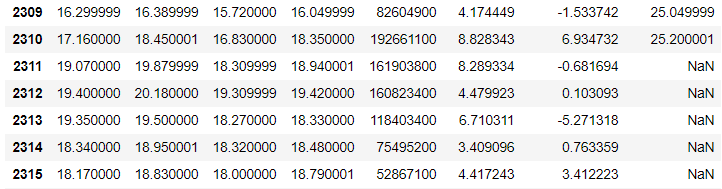 2309 16.299999 16.389999 15.720000 16.049999 82604900 4.174449 -1.533742 25.049999
2310 17.160000 18.450001 16.830000 18.350000 192661100 8.828343 6.934732 25.200001
2311 19.070000 19.879999 18.309999 18.940001 161903800 8.289334 -0.681694 NaN
2312 19.400000 20.180000 19.309999 19.420000 160823400 4.479923 0.103093 NaN
2313 19.350000 19.500000 18.270000 18.330000 118403400 6.710311 -5.271318 NaN
2314 18.340000 18.950001 18.320000 18.480000 75495200 3.409096 0.763359 NaN
2315 18.170000 18.830000 18.000000 18.790001 52867100 4.417243 3.412223 NaN